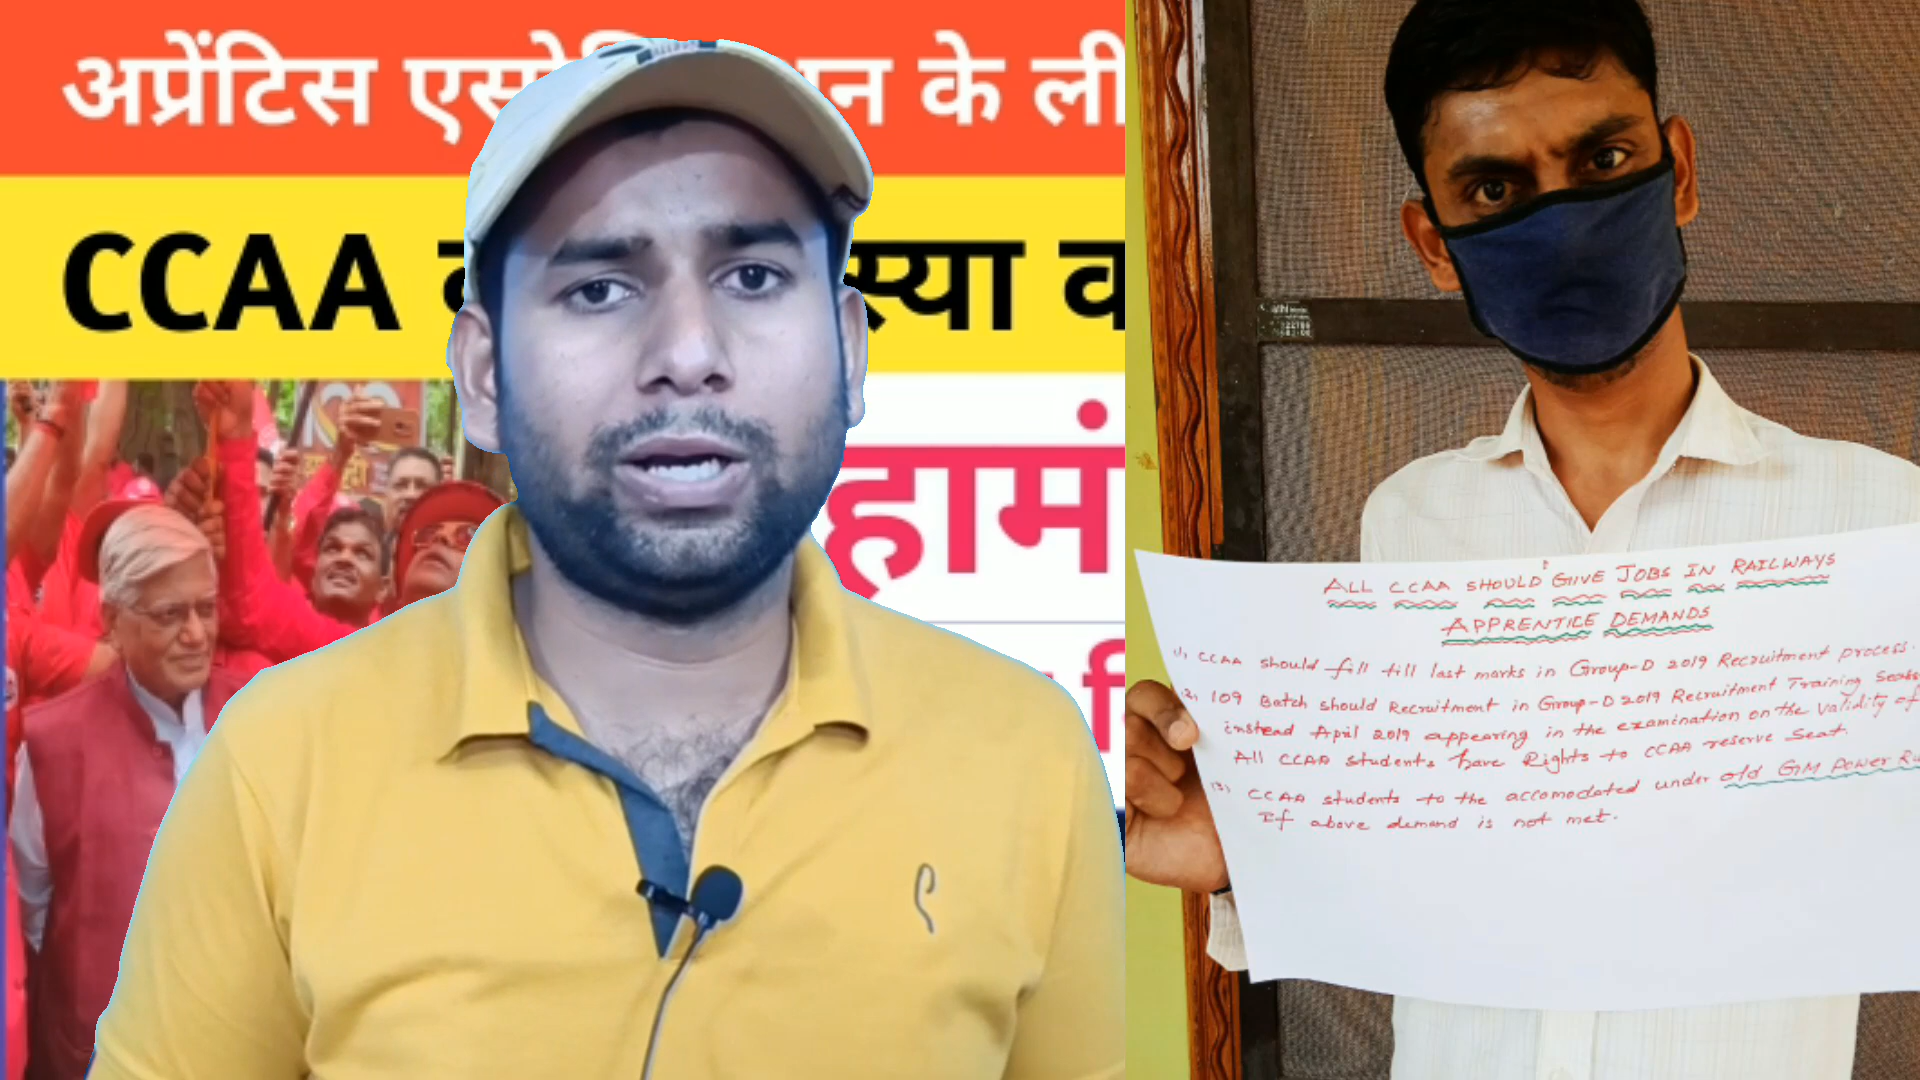 अप्रेंटिस के ली
CCAA
ALL CCAA SHOULD GIIVE JOBS IN RAILWAYS
APPRENTICE DEMANDS
(1) CCAA should fill till last marks in Group-D 2019 Recruitment process.
(2) 109 Batch should Recruitment in Group-D 2019 Recruitment Training Seats
instead April 2019 appearing in the examination on the validity of
All CCAA students have Rights to CCAA reserve Seat.
(3) CCAA students to the accomodated under old GM Power Ru
If above demand is not met.